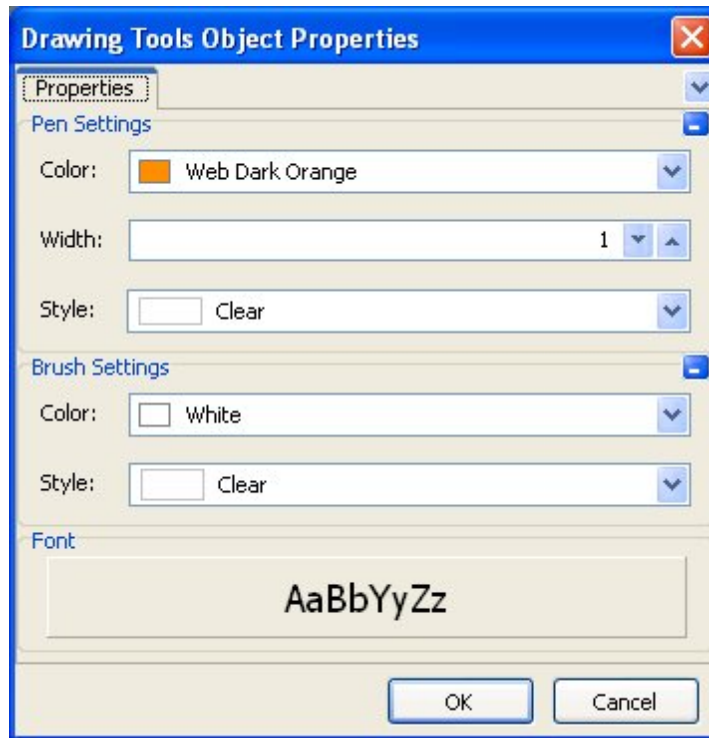 Drawing Tools Object Properties
Properties
Pen Settings
Color: Web Dark Orange
Width: 1
Style: Clear
Brush Settings
Color: White
Style: Clear
Font
AaBbYyZz
OK Cancel